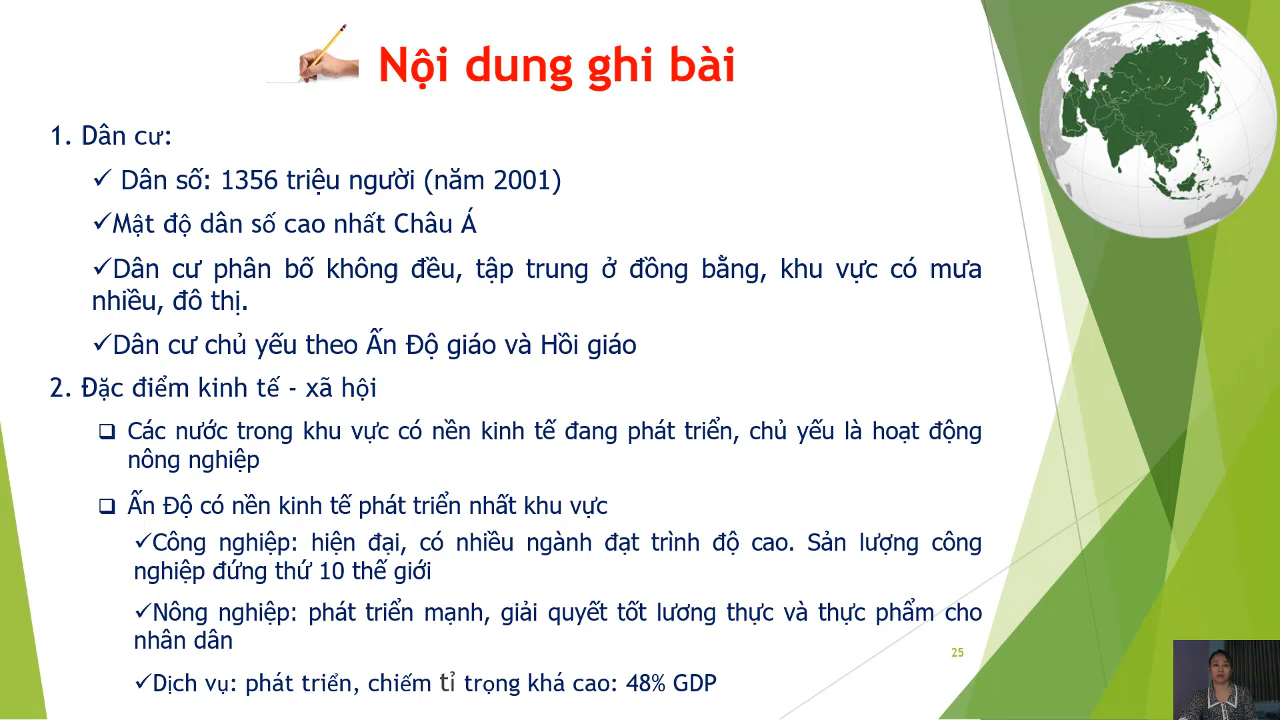 Nội dung ghi bài
1. Dân cư:
✓ Dân số: 1356 triệu người (năm 2001)
✓Mật độ dân số cao nhất Châu Á
✓Dân cư phân bố không đều, tập trung ở đồng bằng, khu vực có mưa
nhiều, đô thị.
✓Dân cư chủ yếu theo Ấn Độ giáo và Hồi giáo
2. Đặc điểm kinh tế - xã hội
❑ Các nước trong khu vực có nền kinh tế đang phát triển, chủ yếu là hoạt động
nông nghiệp
❑ Ấn Độ có nền kinh tế phát triển nhất khu vực
✓Công nghiệp: hiện đại, có nhiều ngành đạt trình độ cao. Sản lượng công
nghiệp đứng thứ 10 thế giới
✓Nông nghiệp: phát triển mạnh, giải quyết tốt lương thực và thực phẩm cho
nhân dân
25
✓Dịch vụ: phát triển, chiếm tỉ trọng khá cao: 48% GDP